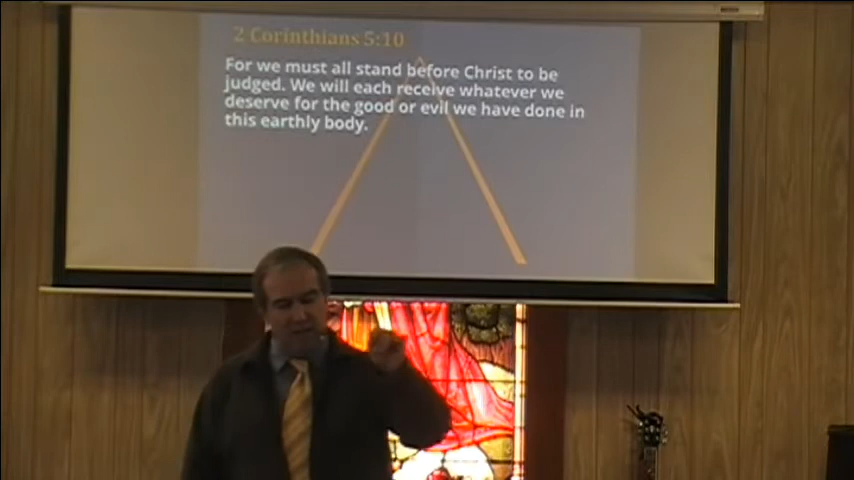 2 Corinthians 5:10
For we must all stand before Christ to be
judged. We will each receive whatever we
deserve for the good or evil we have done in
this earthly body.